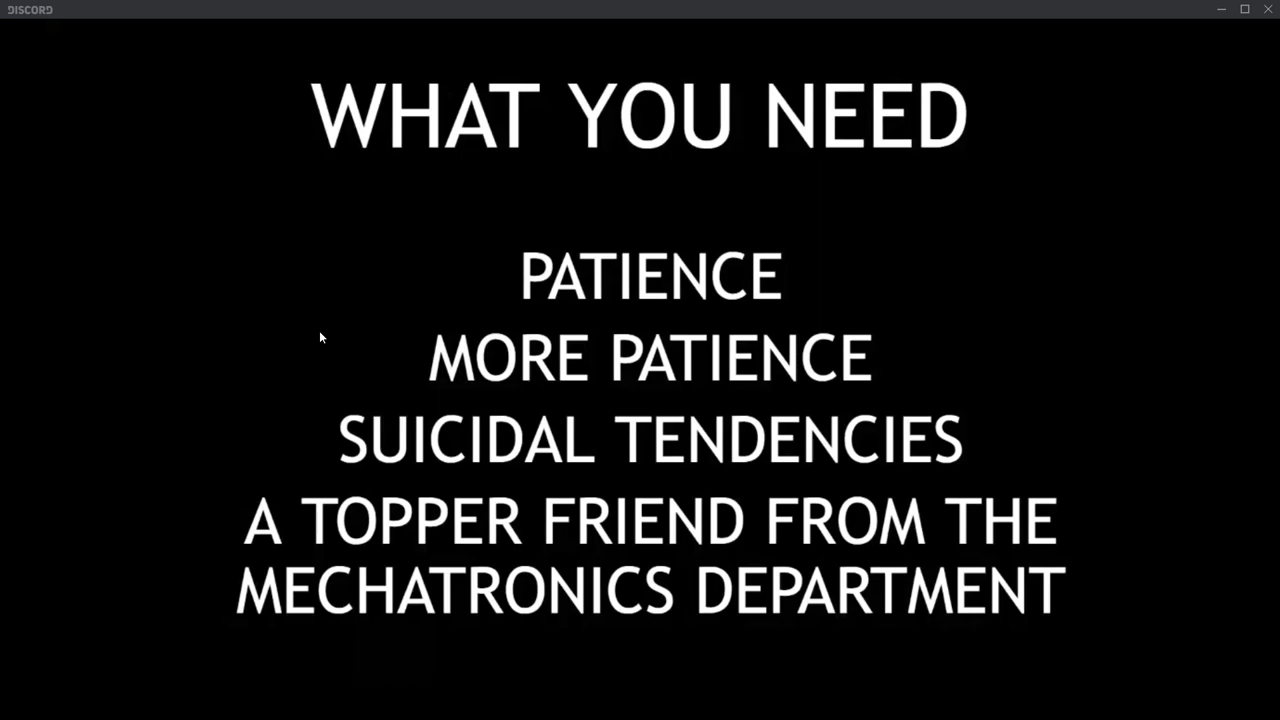 DISCORD
WHAT YOU NEED
PATIENCE
MORE PATIENCE
SUICIDAL TENDENCIES
A TOPPER FRIEND FROM THE
MECHATRONICS DEPARTMENT